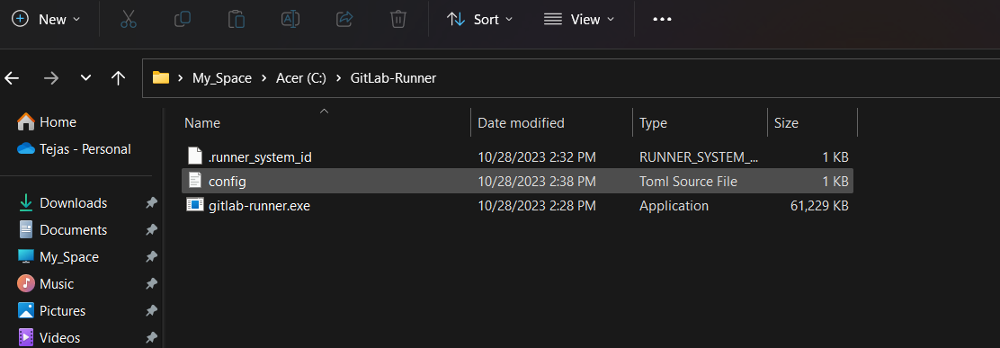 New Sort View
My_Space Acer (C:) GitLab-Runner
Home
Tejas - Personal
Downloads
Documents
My_Space
Music
Pictures
Videos
Name Date modified Type Size
.runner_system_id 10/28/2023 2:32 PM RUNNER_SYSTEM_... 1 KB
config 10/28/2023 2:38 PM Toml Source File 1 KB
gitlab-runner.exe 10/28/2023 2:28 PM Application 61,229 KB